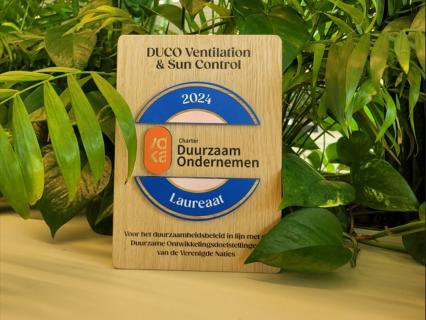 DUCO Ventilation
& Sun Control
2024
voka
Charter
Duurzaam
Ondernemen
Laureaat
Voor het duurzaamheidsbeleid in lijn met
Duurzame Ontwikkelingsdoelstellingen
van de Verenigde Naties